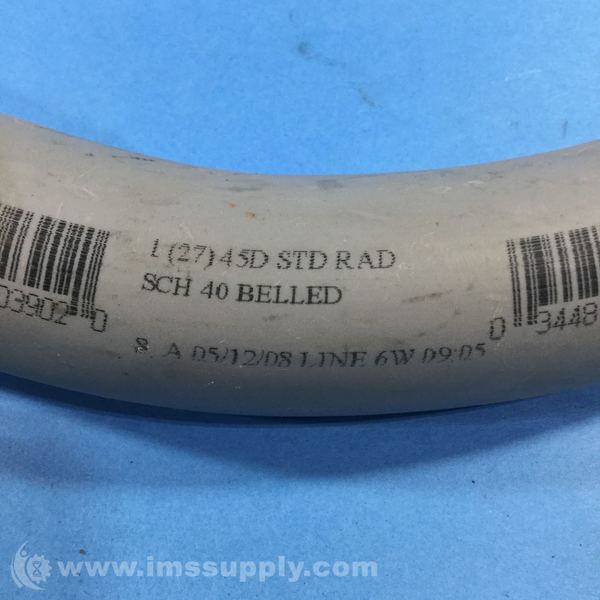 1 (27) 45D STD RAD
SCH 40 BELLED
8 A 05/12/08 LINE 6W 09:05
03902 0
0 3448
www.imssupply.com